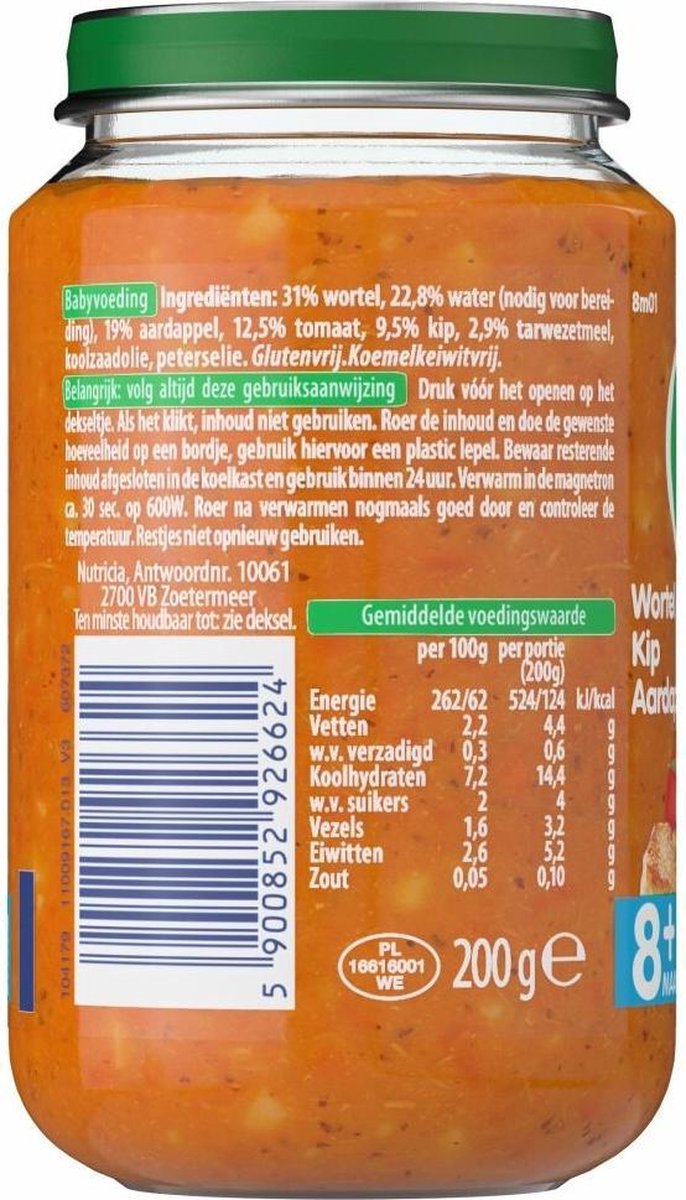 Babyvoeding Ingrediënten: 31% wortel, 22,8% water (nodig voor berei-
ding), 19% aardappel, 12,5% tomaat, 9,5% kip, 2,9% tarwezetmeel,
koolzaadolie, peterselie. Glutenvrij. Koemelkeiwitvrij.
Belangrijk: volg altijd deze gebruiksaanwijzing Druk vóór het openen op het
dekseltje. Als het klikt, inhoud niet gebruiken. Roer de inhoud en doe de gewenste
hoeveelheid op een bordje, gebruik hiervoor een plastic lepel. Bewaar resterende
inhoud afgesloten in de koelkast en gebruik binnen 24 uur. Verwarm in de magnetron
ca. 30 sec. op 600W. Roer na verwarmen nogmaals goed door en controleer de
temperatuur. Restjes niet opnieuw gebruiken.
Nutricia, Antwoordnr. 10061
2700 VB Zoetermeer
Ten minste houdbaar tot: zie deksel.
Gemiddelde voedingswaarde
per 100g per portie
(200g)
Energie 262/62 524/124 kJ/kcal
Vetten 2,2 4,4 g
w.v. verzadigd 0,3 0,6 g
Koolhydraten 7,2 14,4 g
w.v. suikers 2 4 g
Vezels 1,6 3,2 g
Eiwitten 2,6 5,2 g
Zout 0,05 0,10 g
PL
16616001
WE
200 g e
5 900852 926624
104179 11009167 D13 V3 607372
8m01
Wortel
Kip
Aardap
8+